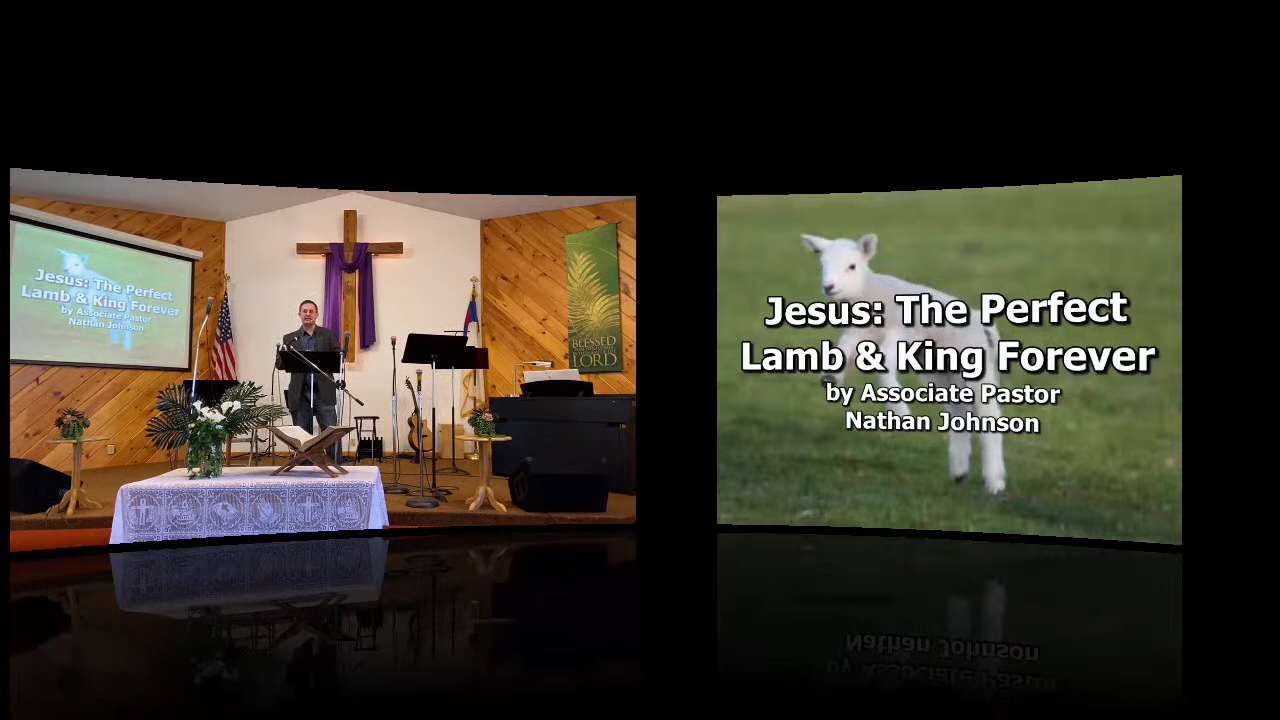 Jesus: The Perfect
Lamb & King Forever
by Associate Pastor
Nathan Johnson
BLESSED
LORD
Jesus: The Perfect
Lamb & King Forever
by Associate Pastor
Nathan Johnson